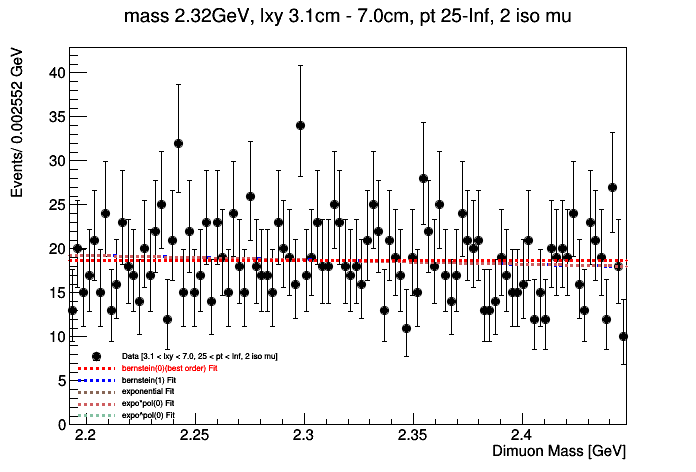 mass 2.32GeV, lxy 3.1cm - 7.0cm, pt 25-Inf, 2 iso mu
Events/ 0.002552 GeV
40
35
30
25
20
15
10
5
0
Data [3.1 < lxy < 7.0, 25 < pt < Inf, 2 iso mu]
bernstein(0)(best order) Fit
bernstein(1) Fit
exponential Fit
expo*pol(0) Fit
expo^pol(0) Fit
2.2 2.25 2.3 2.35 2.4
Dimuon Mass [GeV]